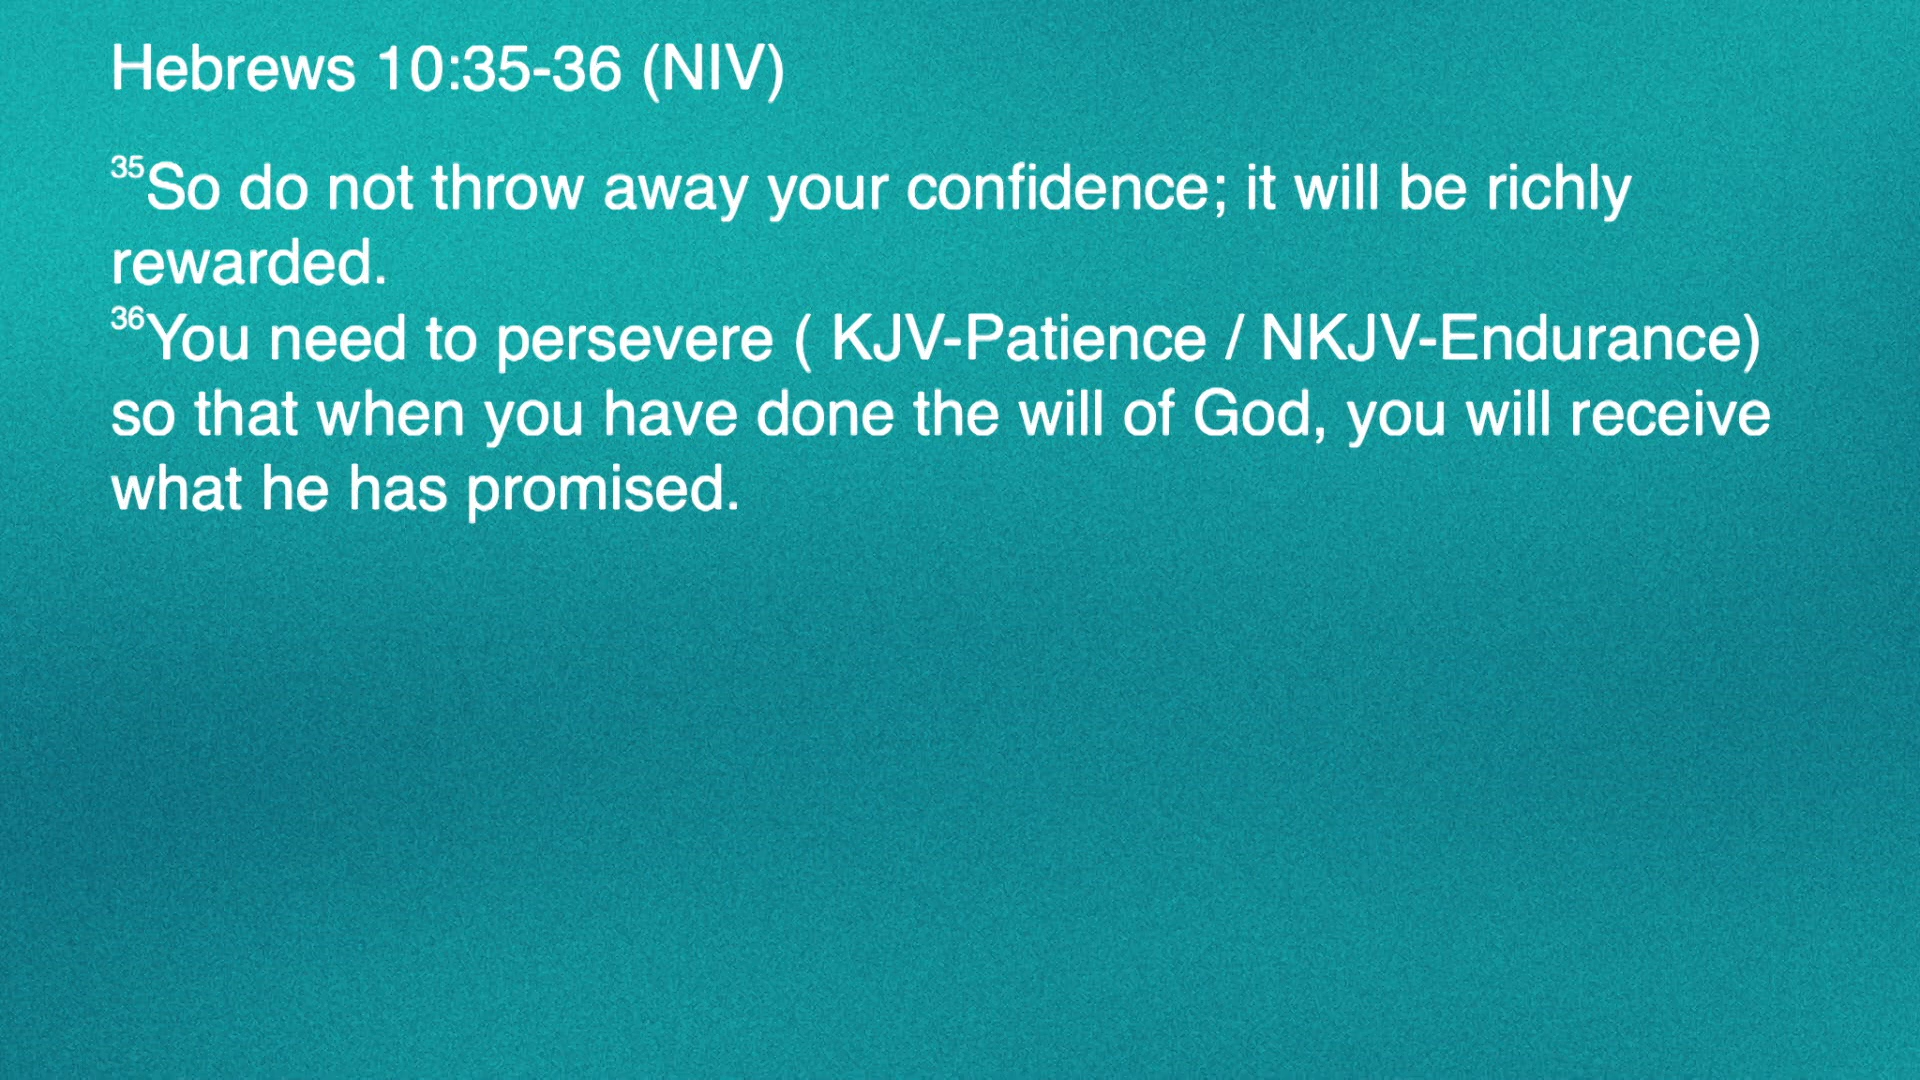 Hebrews 10:35-36 (NIV)
35So do not throw away your confidence; it will be richly
rewarded.
36You need to persevere ( KJV-Patience / NKJV-Endurance)
so that when you have done the will of God, you will receive
what he has promised.